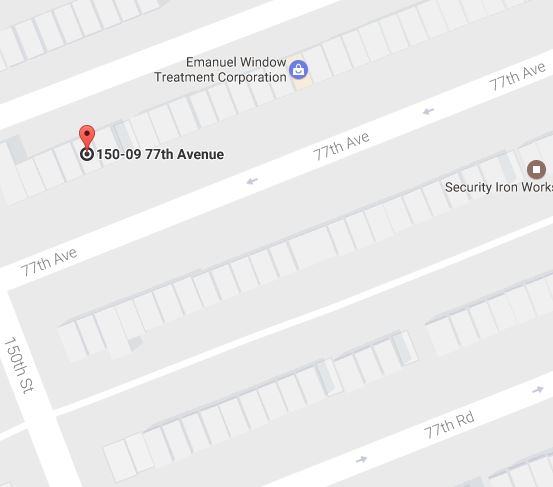 Emanuel Window
Treatment Corporation
77th Ave
150-09 77th Avenue
77th Ave
Security Iron Works
77th Ave
150th St
77th Rd